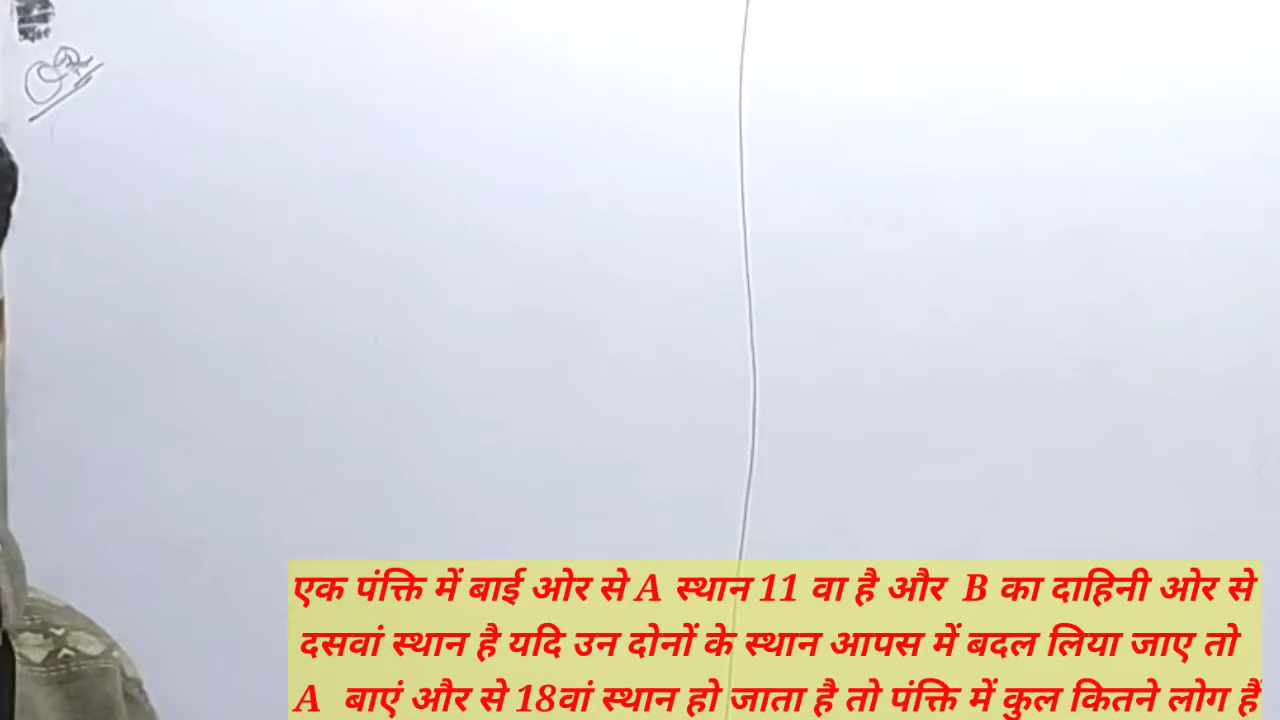 एक पंक्ति में बाई ओर से A स्थान 11 वा है और B का दाहिनी ओर से
दसवां स्थान है यदि उन दोनों के स्थान आपस में बदल लिया जाए तो
A बाएं और से 18वां स्थान हो जाता है तो पंक्ति में कुल कितने लोग हैं